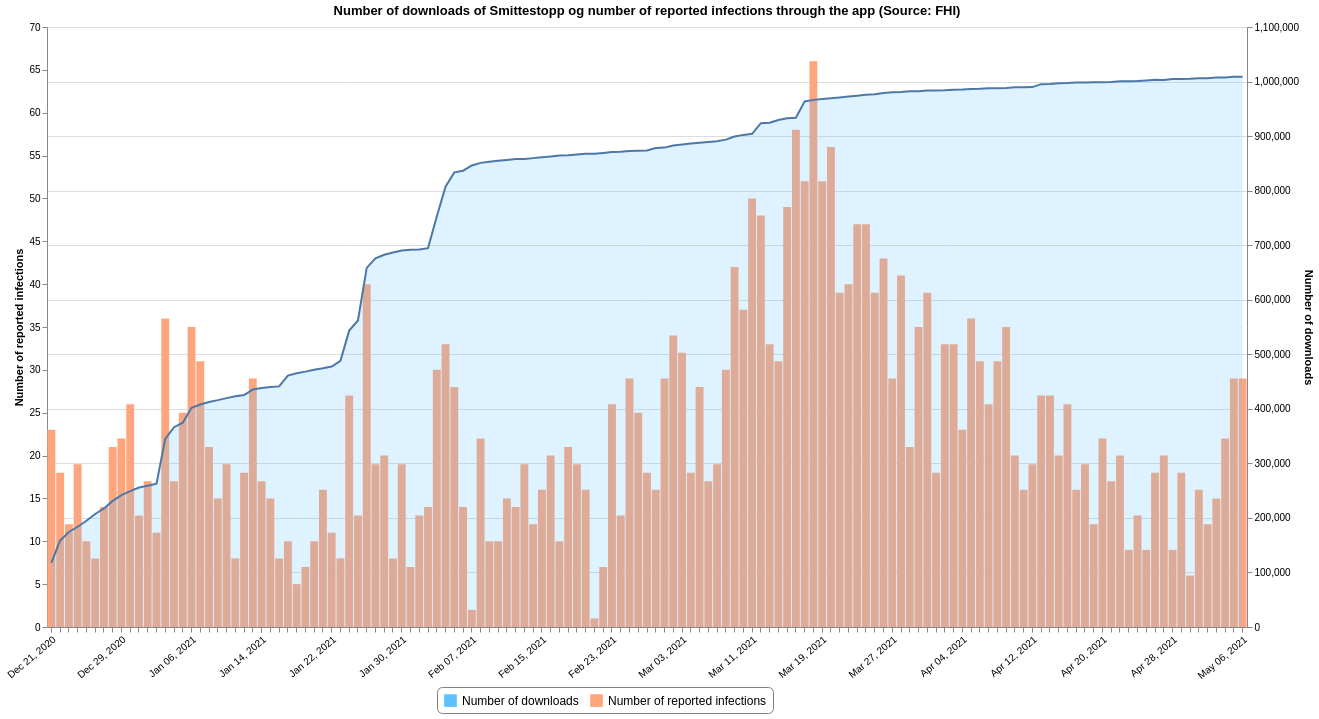 Number of downloads of Smittestopp og number of reported infections through the app (Source: FHI)
70
65
60
55
50
45
40
35
30
25
20
15
10
5
0
Number of reported infections
1,100,000
1,000,000
900,000
800,000
700,000
600,000
500,000
400,000
300,000
200,000
100,000
0
Number of downloads
Dec 21, 2020
Dec 29, 2020
Jan 06, 2021
Jan 14, 2021
Jan 22, 2021
Jan 30, 2021
Feb 07, 2021
Feb 15, 2021
Feb 23, 2021
Mar 03, 2021
Mar 11, 2021
Mar 19, 2021
Mar 27, 2021
Apr 04, 2021
Apr 12, 2021
Apr 20, 2021
Apr 28, 2021
May 06, 2021
Number of downloads
Number of reported infections